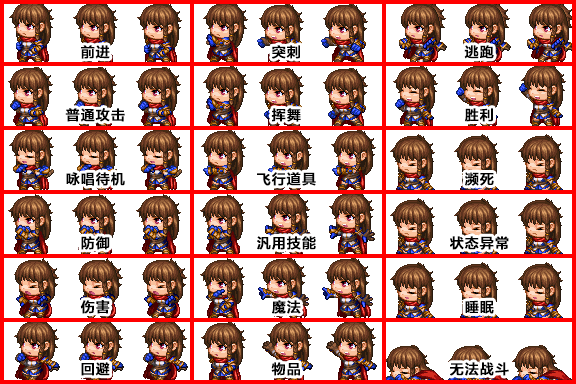 前进
突刺
逃跑
普通攻击
挥舞
胜利
咏唱待机
飞行道具
濒死
防御
汎用技能
状态异常
伤害
魔法
睡眠
回避
物品
无法战斗